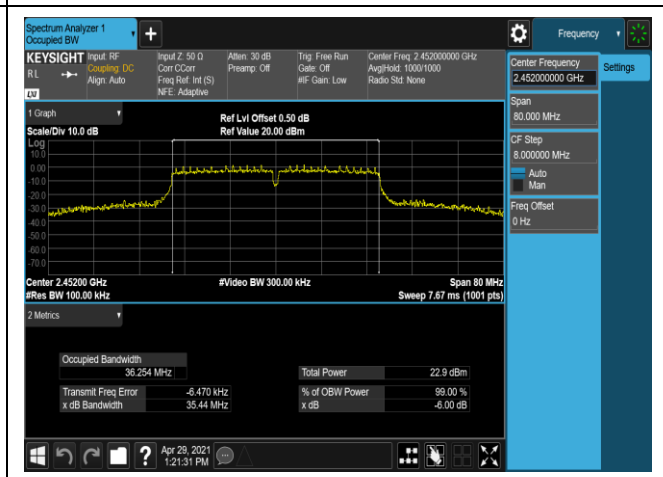 Spectrum Analyzer 1
Occupied BW
Frequency
KEYSIGHT
Input: RF
Coupling: DC
Align: Auto
Input Z: 50 Ω
Corr CCorr
Freq Ref: Int (S)
NFE: Adaptive
Atten: 30 dB
Preamp: Off
Trig: Free Run
Gate: Off
#IF Gain: Low
Center Freq: 2.452000000 GHz
Avg|Hold: 1000/1000
Radio Std: None
R L
LXI
Center Frequency
2.452000000 GHz
Settings
Span
80.000 MHz
CF Step
8.000000 MHz
Auto
Man
Freq Offset
0 Hz
1 Graph
Scale/Div 10.0 dB
Ref Lvl Offset 0.50 dB
Ref Value 20.00 dBm
Log
10.0
0.00
-10.0
-20.0
-30.0
-40.0
-50.0
-60.0
-70.0
Center 2.45200 GHz
#Video BW 300.00 kHz
Span 80 MHz
#Res BW 100.00 kHz
Sweep 7.67 ms (1001 pts)
2 Metrics
Occupied Bandwidth
36.254 MHz
Total Power 22.9 dBm
Transmit Freq Error -6.470 kHz
% of OBW Power 99.00 %
x dB Bandwidth 35.44 MHz
x dB -6.00 dB
?
Apr 29, 2021
1:21:31 PM